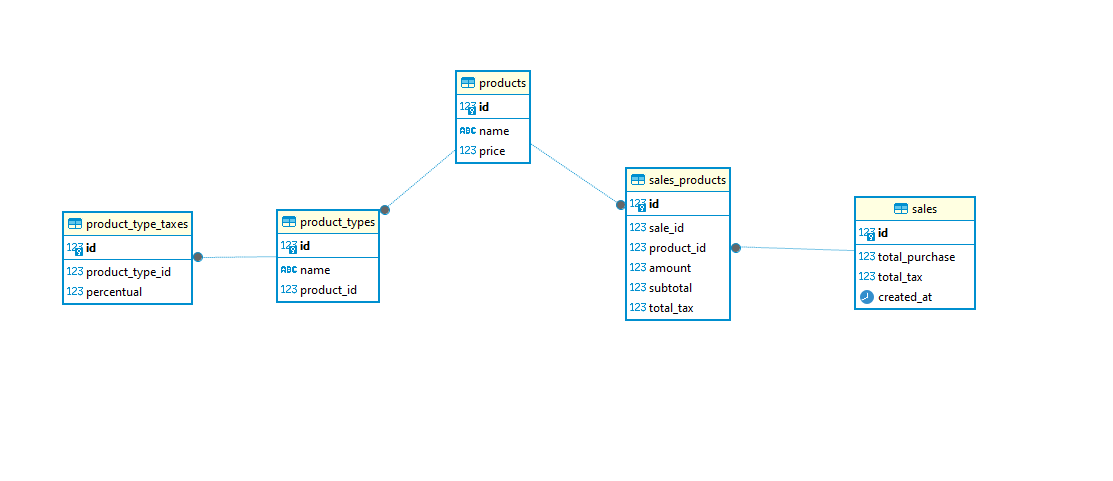 products
123 id
ABC name
123 price
sales_products
123 id
123 sale_id
123 product_id
123 amount
123 subtotal
123 total_tax
sales
123 id
123 total_purchase
123 total_tax
created_at
product_types
123 id
ABC name
123 product_id
product_type_taxes
123 id
123 product_type_id
123 percentual